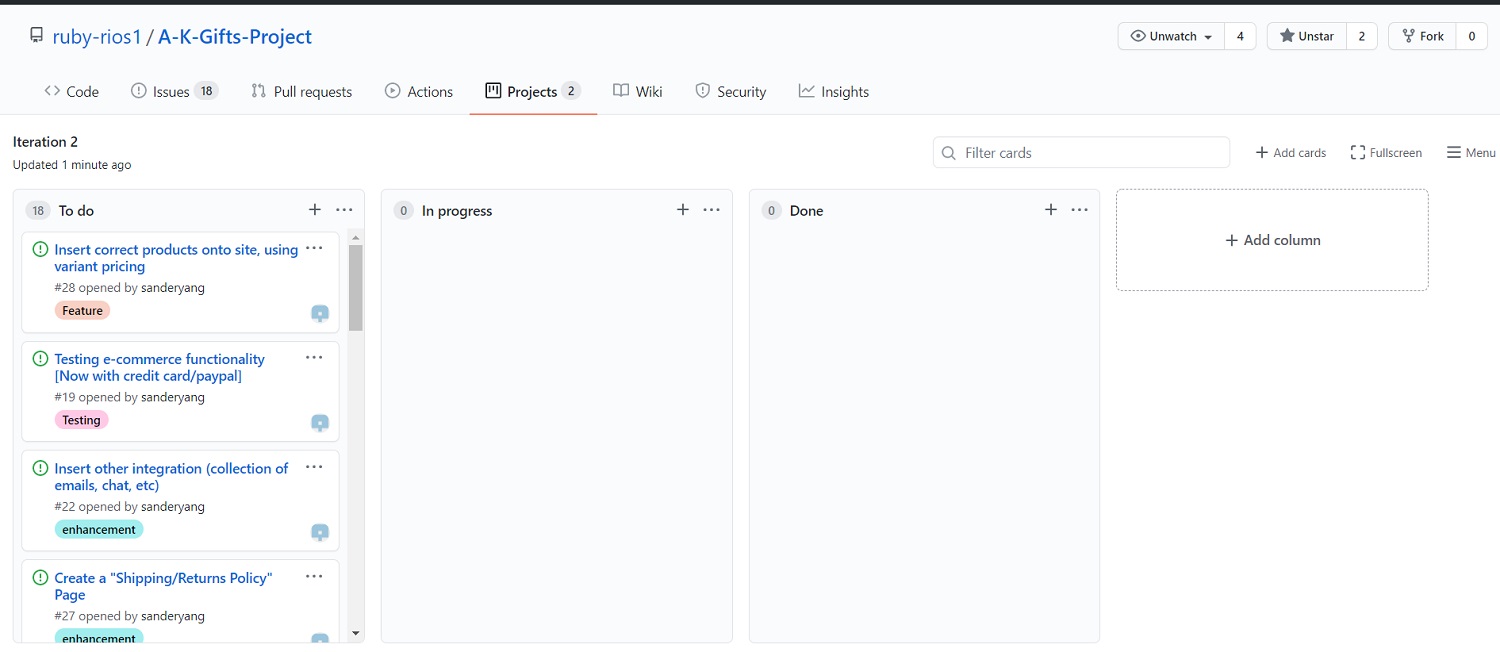 ruby-rios1 / A-K-Gifts-Project
Unwatch 4 Unstar 2 Fork 0
Code Issues 18 Pull requests Actions Projects 2 Wiki Security Insights
Iteration 2
Updated 1 minute ago
Filter cards Add cards Fullscreen Menu
18 To do
Insert correct products onto site, using
variant pricing
#28 opened by sanderyang
Feature
Testing e-commerce functionality
[Now with credit card/paypal]
#19 opened by sanderyang
Testing
Insert other integration (collection of
emails, chat, etc)
#22 opened by sanderyang
enhancement
Create a "Shipping/Returns Policy"
Page
#27 opened by sanderyang
enhancement
0 In progress
0 Done
Add column